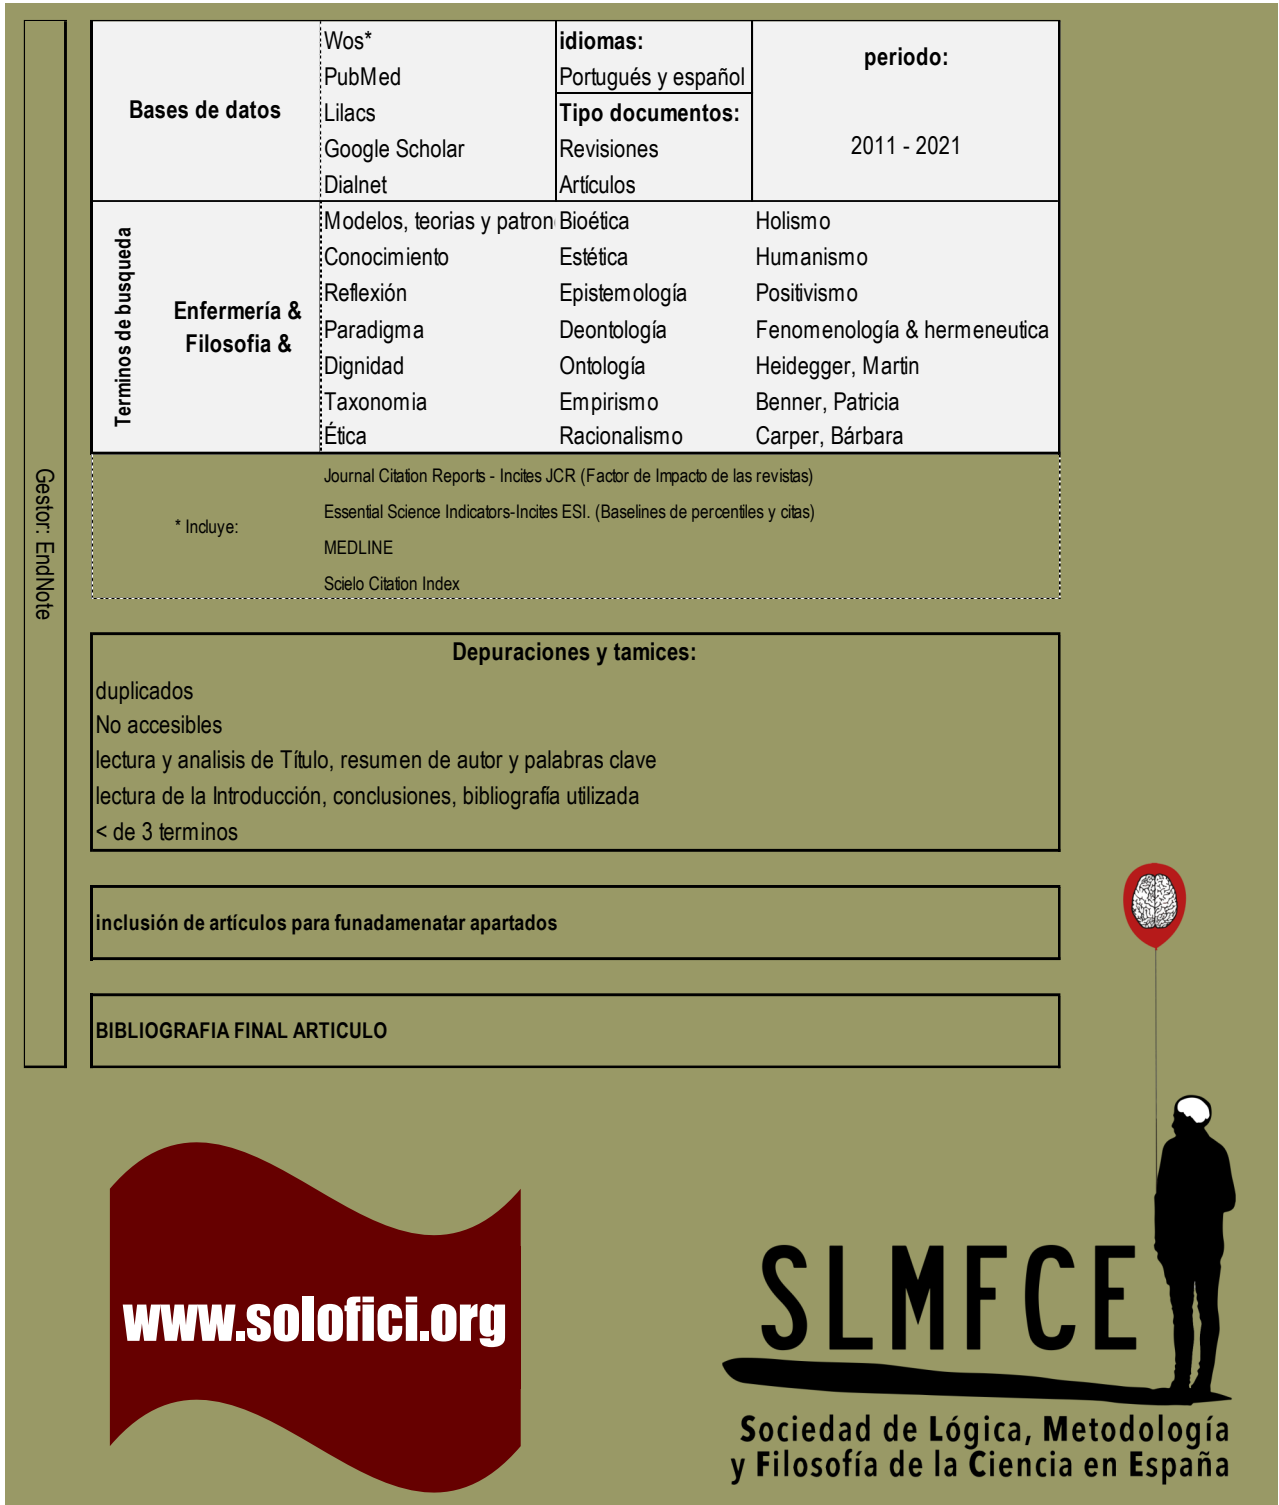 Gestor: EndNote
Bases de datos
Wos*
PubMed
Lilacs
Google Scholar
Dialnet
idiomas:
Portugués y español
Tipo documentos:
Revisiones
Artículos
periodo:
2011 - 2021
Terminos de busqueda
Enfermería &
Filosofia &
Modelos, teorias y patron
Conocimiento
Reflexión
Paradigma
Dignidad
Taxonomia
Ética
Bioética
Estética
Epistemología
Deontología
Ontología
Empirismo
Racionalismo
Holismo
Humanismo
Positivismo
Fenomenología & hermeneutica
Heidegger, Martin
Benner, Patricia
Carper, Bárbara
* Incluye:
Journal Citation Reports - Incites JCR (Factor de Impacto de las revistas)
Essential Science Indicators-Incites ESI. (Baselines de percentiles y citas)
MEDLINE
Scielo Citation Index
Depuraciones y tamices:
duplicados
No accesibles
lectura y analisis de Título, resumen de autor y palabras clave
lectura de la Introducción, conclusiones, bibliografía utilizada
< de 3 terminos
inclusión de artículos para funadamenatar apartados
BIBLIOGRAFIA FINAL ARTICULO
www.solofici.org
SLMFCE
Sociedad de Lógica, Metodología
y Filosofía de la Ciencia en España